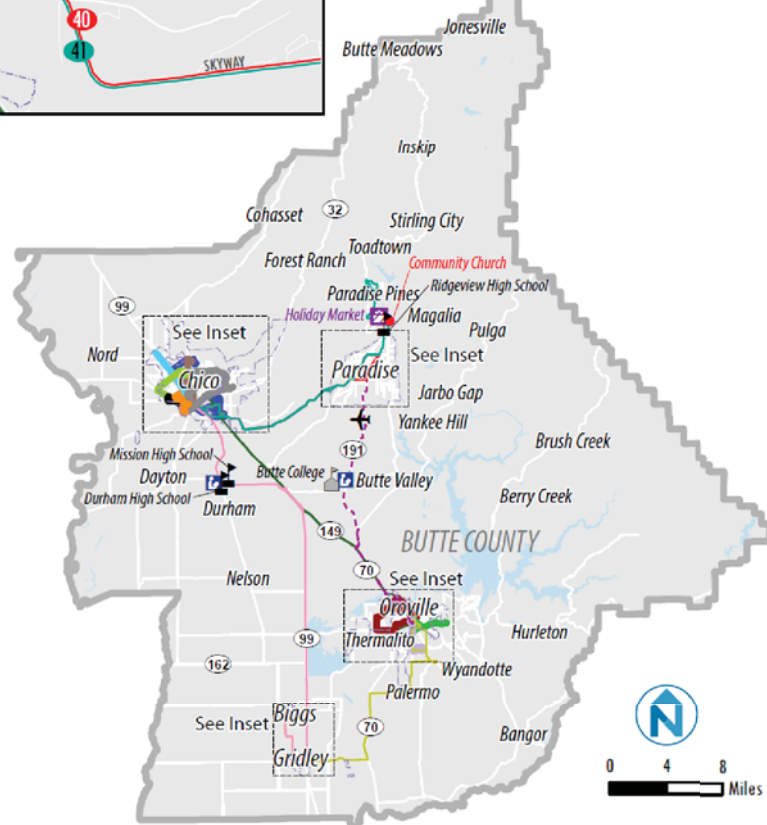 40
41
SKYWAY
Jonesville
Butte Meadows
Inskip
Cohasset
32
Stirling City
Toadtown
Forest Ranch
Community Church
Ridgeview High School
Paradise Pines
99
Holiday Market
Magalia
Pulga
See Inset
Nord
See Inset
Chico
Paradise
Jarbo Gap
Yankee Hill
191
Brush Creek
Mission High School
Dayton
Butte College
Butte Valley
Durham High School
Berry Creek
Durham
149
BUTTE COUNTY
70
Nelson
See Inset
Oroville
99
Thermalito
Hurleton
162
Wyandotte
Palermo
See Inset
Biggs
70
Bangor
Gridley
N
0 4 8
Miles